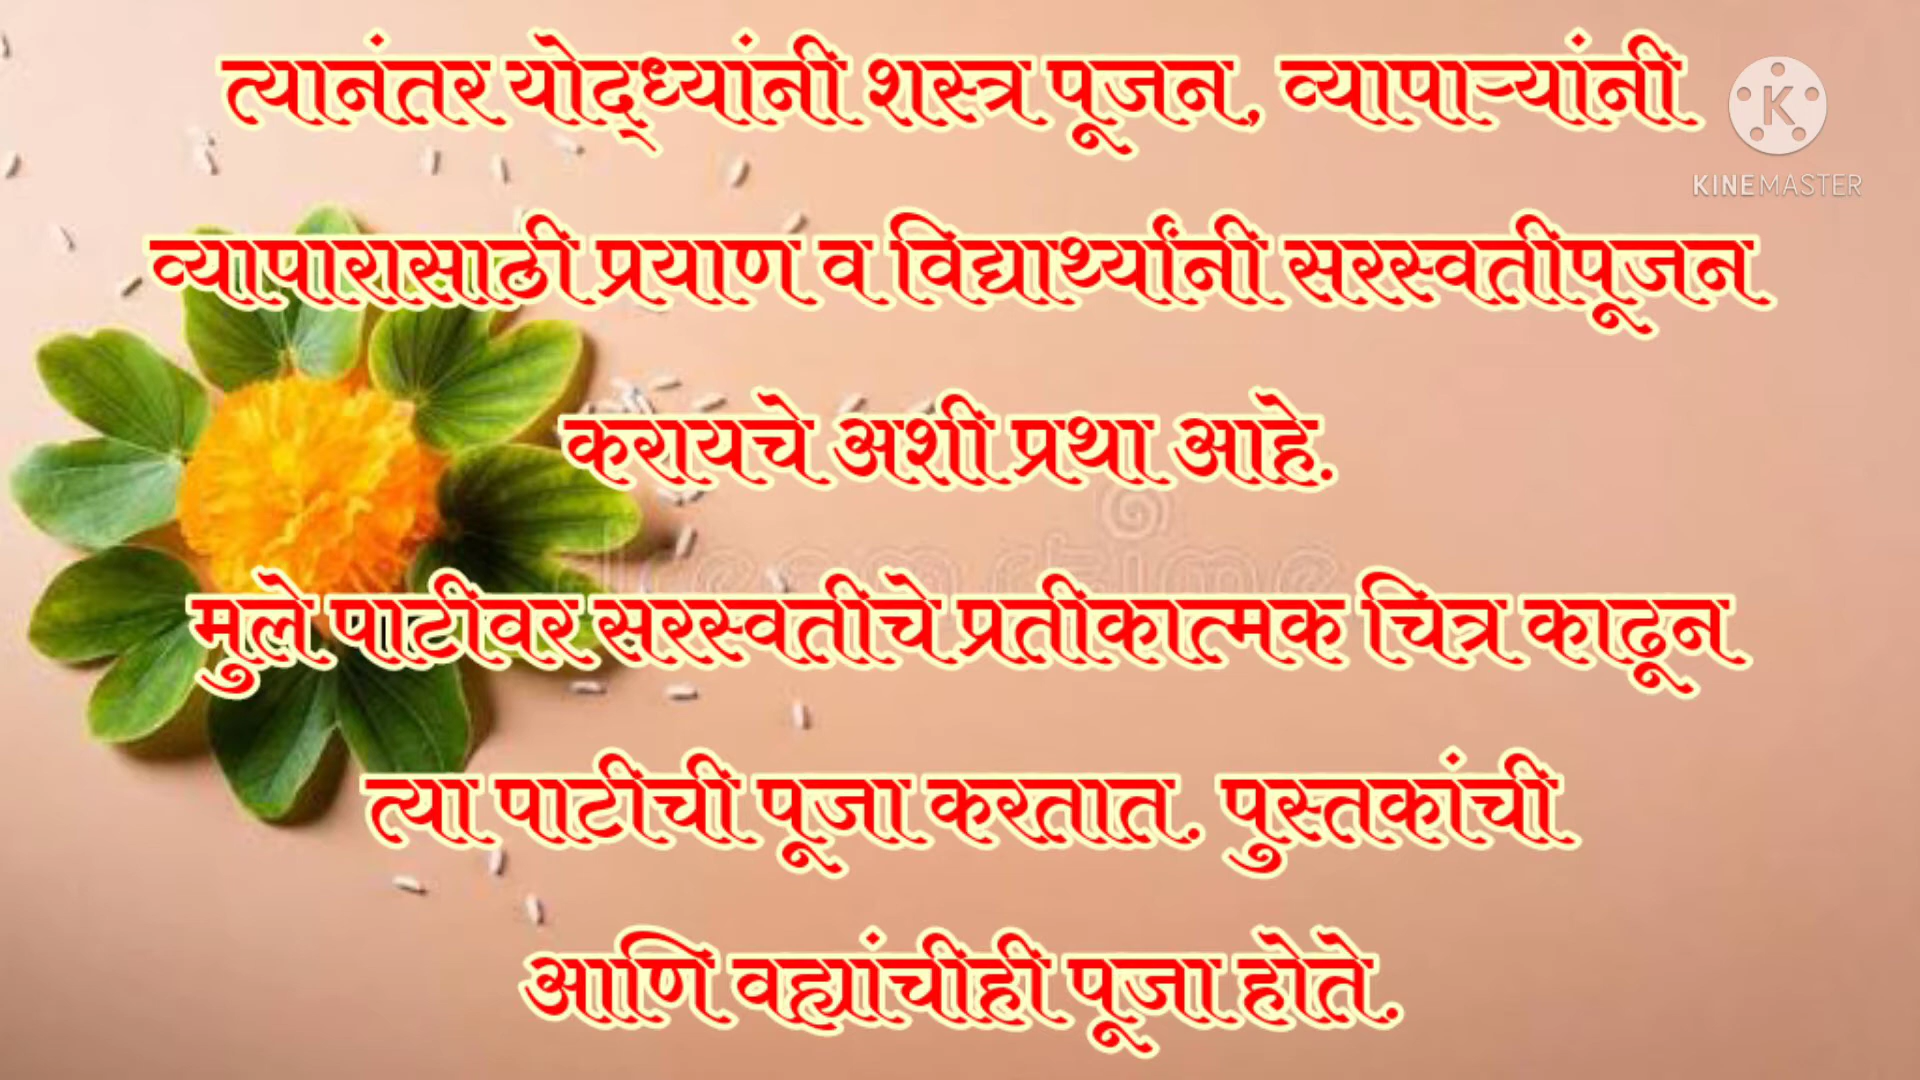 त्यानंतर योद्ध्यांनी शस्त्र पूजन, व्यापाऱ्यांनी
व्यापारासाठी प्रयाण व विद्यार्थ्यांनी सरस्वतीपूजन
करायचे अशी प्रथा आहे.
मुले पाटीवर सरस्वतीचे प्रतीकात्मक चित्र काढून
त्या पाटीची पूजा करतात. पुस्तकांची
आणि वह्यांचीही पूजा होते.
K
KINEMASTER
dreamstime